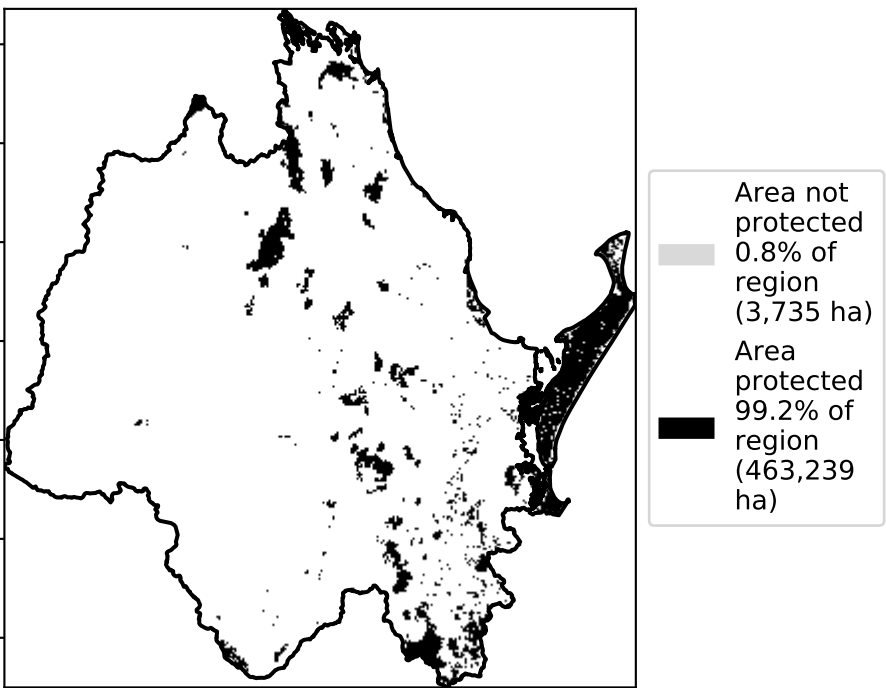 Area not
protected
0.8% of
region
(3,735 ha)
Area
protected
99.2% of
region
(463,239
ha)